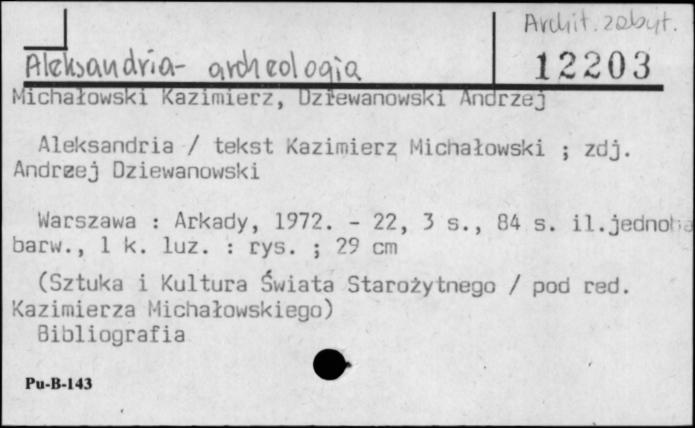 Archit. zabyt.
Aleksandria - archeologia
12203
Michałowski Kazimierz, Dziewanowski Andrzej
Aleksandria / tekst Kazimierz Michałowski ; zdj.
Andrzej Dziewanowski
Warszawa : Arkady, 1972. - 22, 3 s., 84 s. il.jednoba
barw., 1 k. luz. : rys. ; 29 cm
(Sztuka i Kultura Świata Starożytnego / pod red.
Kazimierza Michałowskiego)
Bibliografia
Pu-B-143